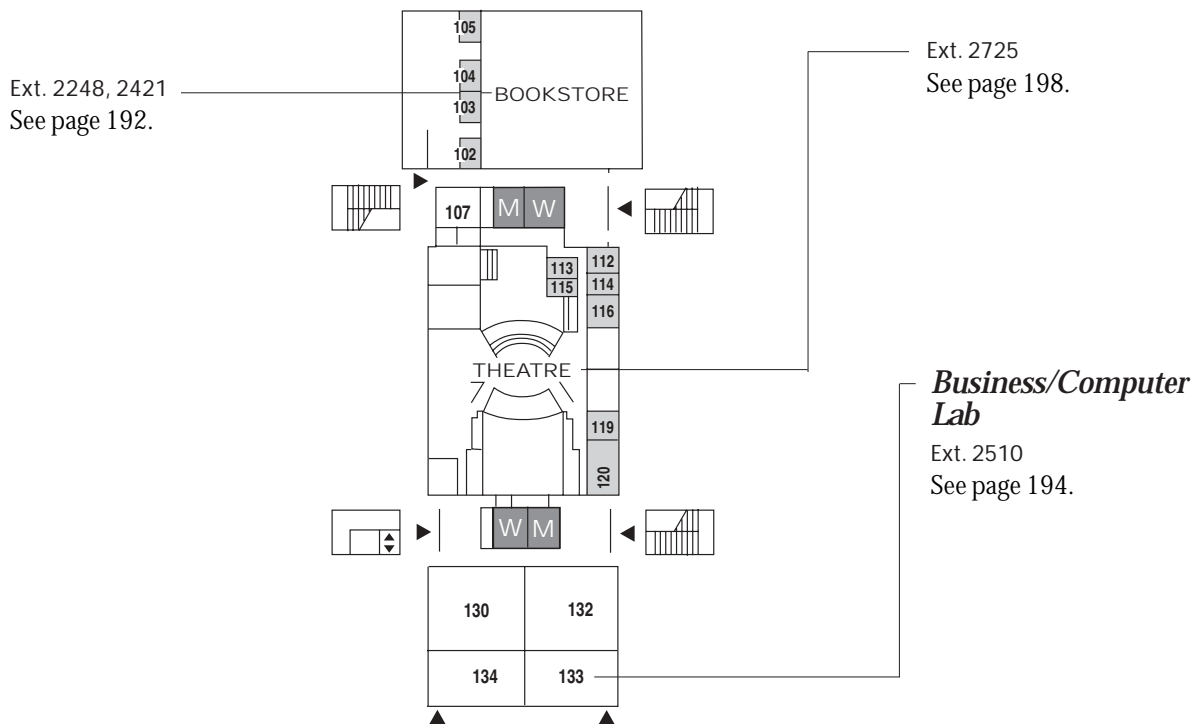 105
Ext. 2725
See page 198.
104
Ext. 2248, 2421
See page 192.
BOOKSTORE
103
102
107
M W
112
113
114
115
116
THEATRE
Business/Computer
Lab
Ext. 2510
See page 194.
119
120
W M
130
132
134
133